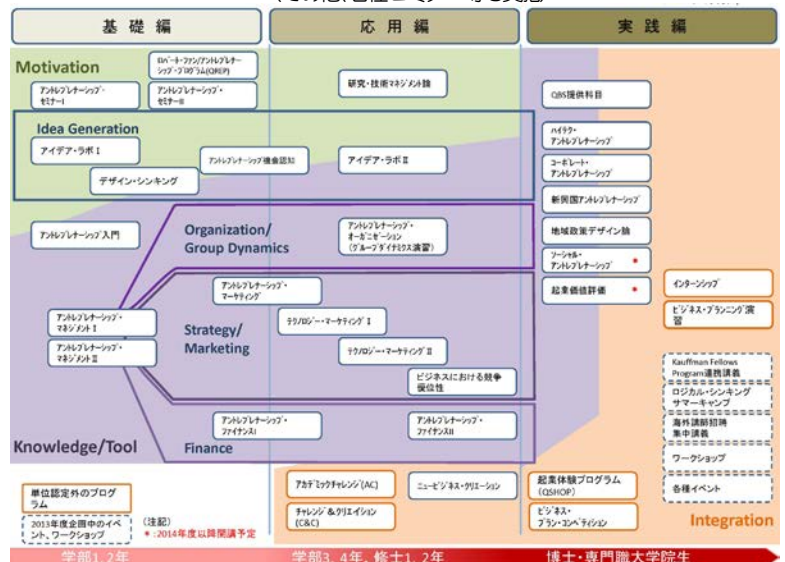 基礎編
応用編
実践編
Motivation
ロバート・ファン/アントレプレナー
シップ・プログラム(QREP)
アントレプレナーシップ・
セミナーI
アントレプレナーシップ・
セミナーII
研究・技術マネジメント論
QBS提供科目
Idea Generation
アイデア・ラボⅠ
デザイン・シンキング
アントレプレナーシップ機会認知
アイデア・ラボⅡ
ハイテク・
アントレプレナーシップ
コーポレート・
アントレプレナーシップ
新興国アントレプレナーシップ
地域政策デザイン論
ソーシャル・
アントレプレナーシップ *
起業価値評価 *
アントレプレナーシップ入門
Organization/
Group Dynamics
アントレプレナーシップ・
オーガニゼーション
(グループダイナミクス演習)
アントレプレナーシップ・
マネジメントⅠ
アントレプレナーシップ・
マネジメントⅡ
アントレプレナーシップ・
マーケティング
Strategy/
Marketing
テクノロジー・マーケティングⅠ
テクノロジー・マーケティングⅡ
ビジネスにおける競争
優位性
インターンシップ
ビジネス・プランニング演
習
Kauffman Fellows
Program連携講義
ロジカル・シンキング
サマーキャンプ
海外講師招聘
集中講義
ワークショップ
各種イベント
Knowledge/Tool
Finance
アントレプレナーシップ・
ファイナンスI
アントレプレナーシップ・
ファイナンスII
単位認定外のプログ
ラム
2013年度企画中のイベ
ント、ワークショップ
(注記)
*:2014年度以降開講予定
アカデミックチャレンジ(AC)
チャレンジ&クリエイション
(C&C)
ニュービジネス・クリエーション
起業体験プログラム
(QSHOP)
ビジネス・
プラン・コンペティション
Integration
学部1、2年
学部3、4年、修士1、2年
博士・専門職大学院生